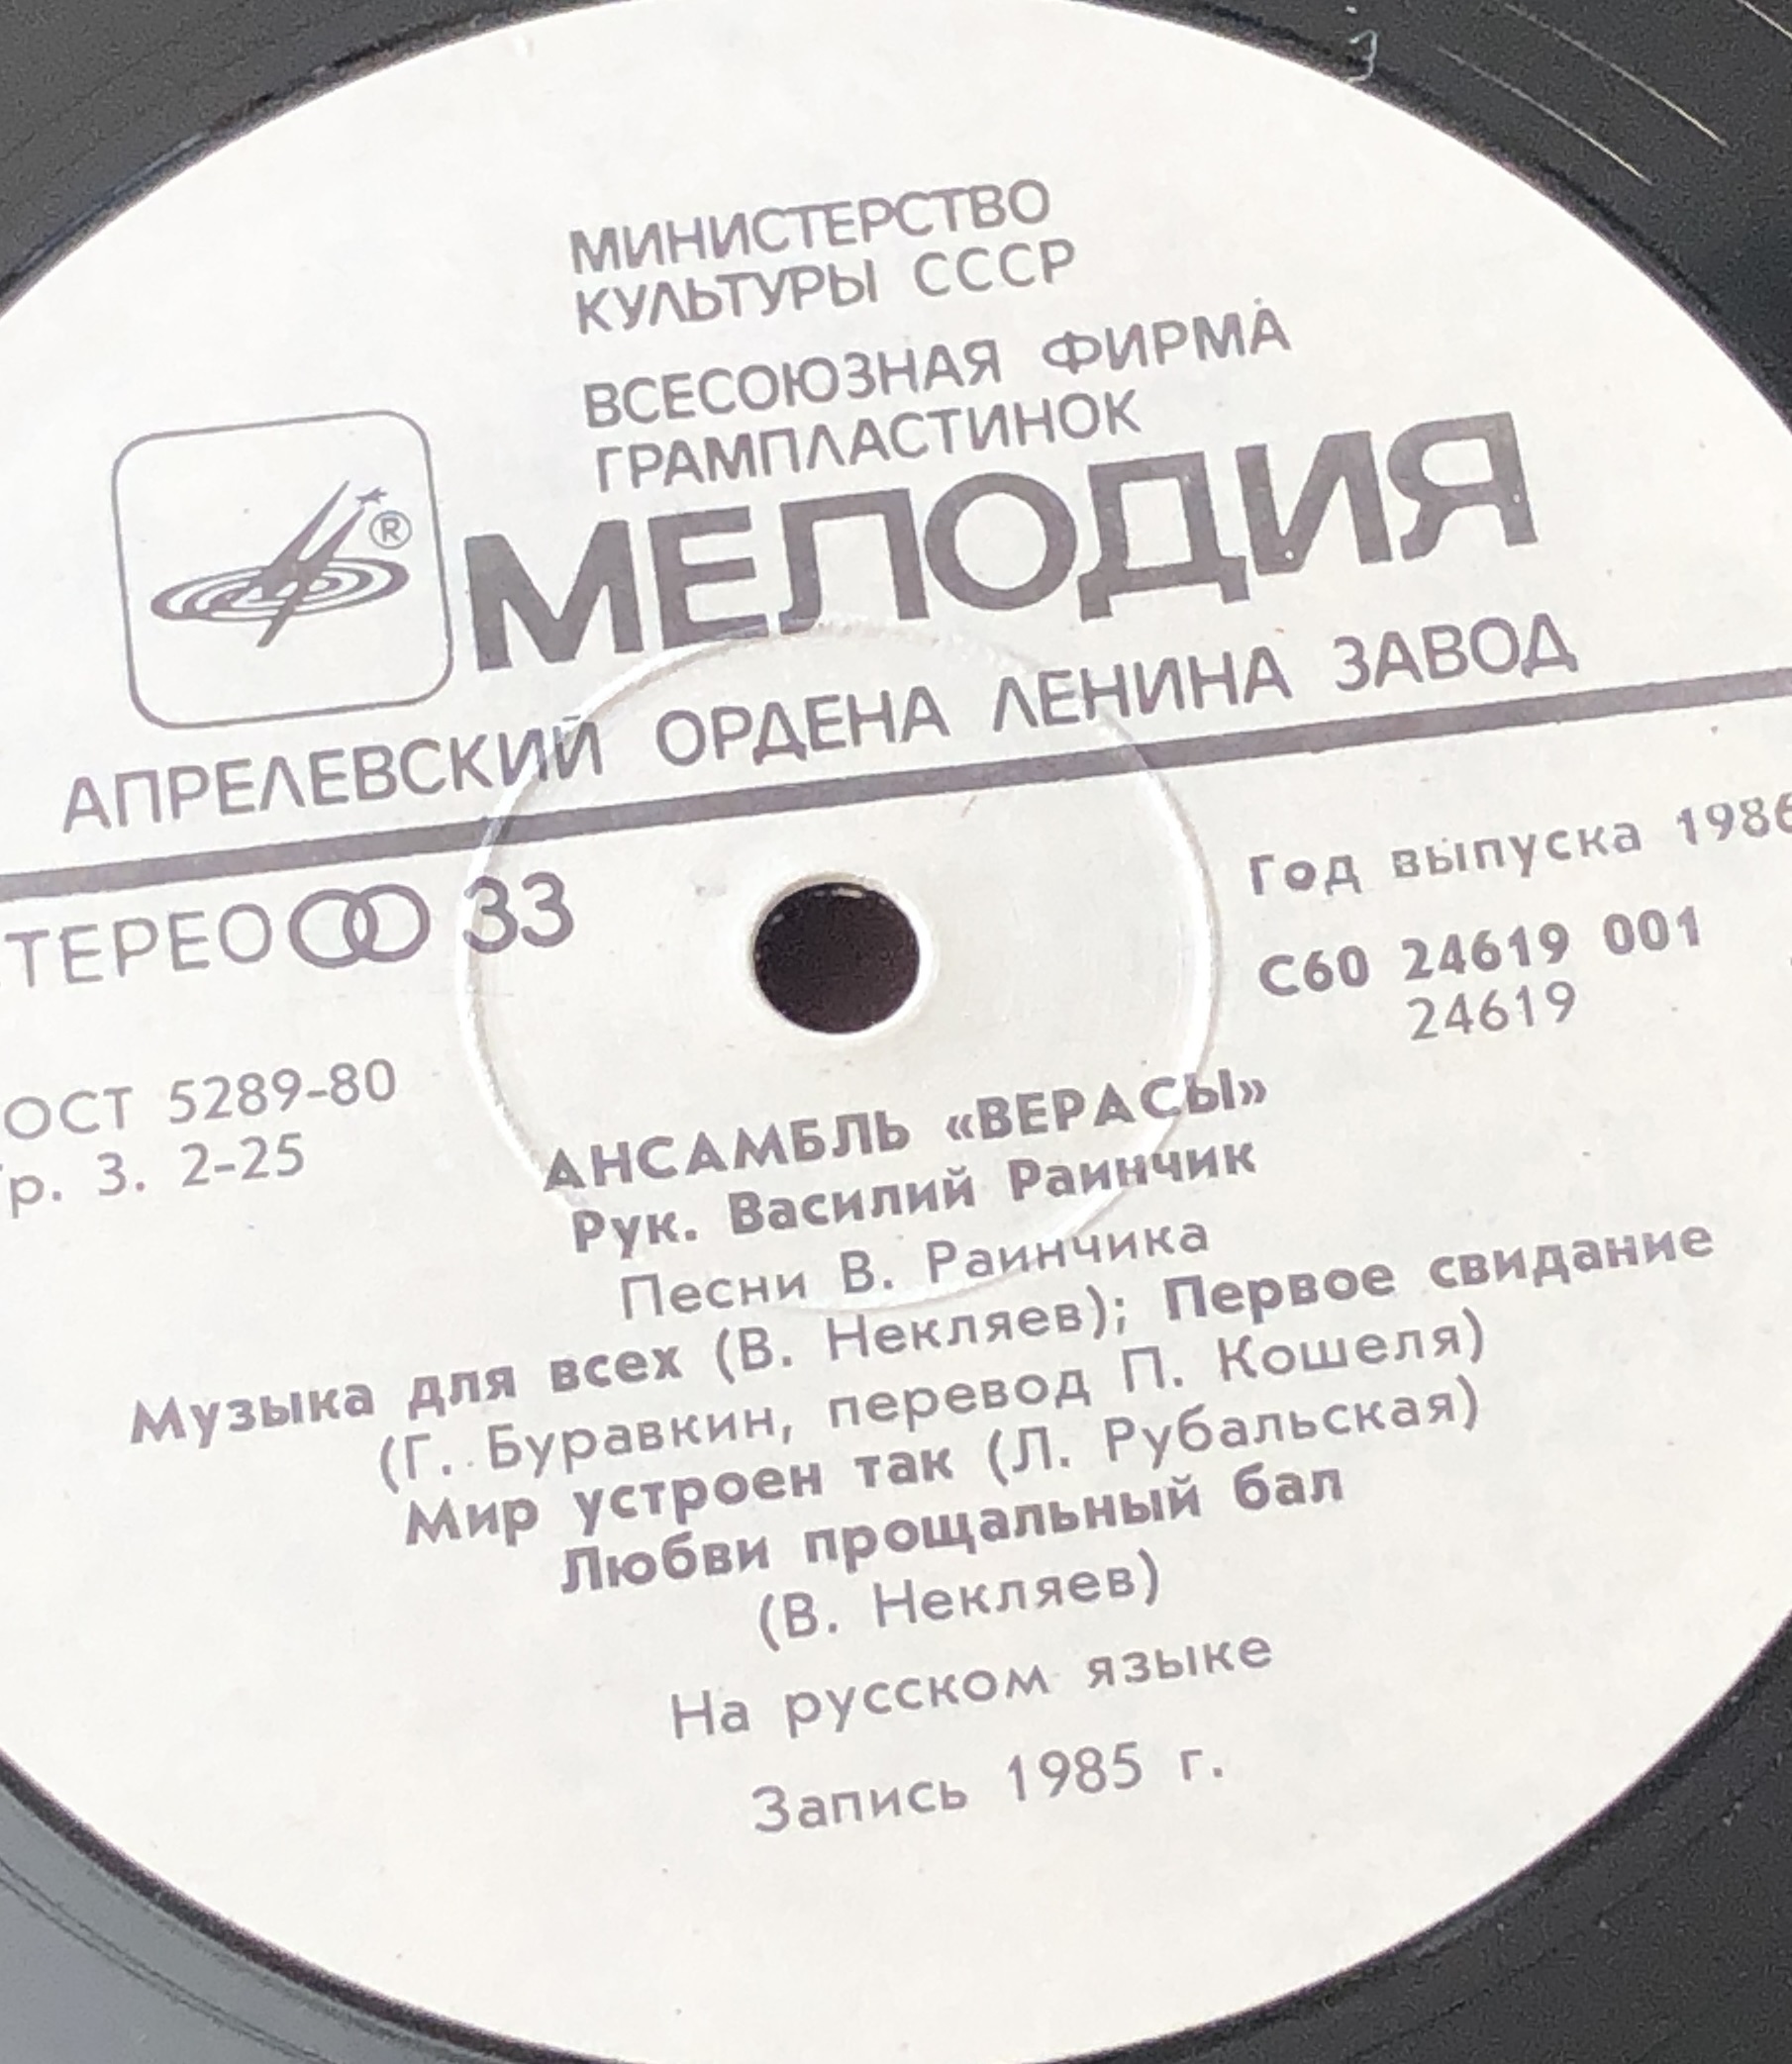 МИНИСТЕРСТВО
КУЛЬТУРЫ СССР
ВСЕСОЮЗНАЯ ФИРМА
ГРАМПЛАСТИНОК
®
МЕЛОДИЯ
АПРЕЛЕВСКИЙ ОРДЕНА ЛЕНИНА ЗАВОД
ТЕРЕО 33
Год выпуска 1986
С60 24619 001
24619
ОСТ 5289-80
р. 3. 2-25
АНСАМБЛЬ «ВЕРАСЫ»
Рук. Василий Раинчик
Песни В. Раинчика
Музыка для всех (В. Некляев); Первое свидание
(Г. Буравкин, перевод П. Кошеля)
Мир устроен так (Л. Рубальская)
Любви прощальный бал
(В. Некляев)
На русском языке
Запись 1985 г.